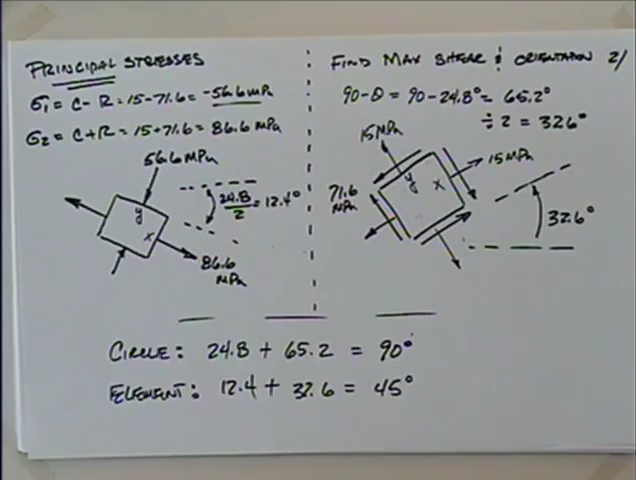 PRINCIPAL STRESSES
σ1 = C - R = 15 - 71.6 = -56.6 MPa
σ2 = C + R = 15 + 71.6 = 86.6 MPa
56.6 MPa
24.8/2 = 12.4°
y
x
86.6 MPa
FIND MAX SHEAR & ORIENTATION 2/
90 - θ = 90 - 24.8° = 65.2°
÷ 2 = 32.6°
15 MPa
15 MPa
y
x
71.6 MPa
32.6°
CIRCLE: 24.8 + 65.2 = 90°
ELEMENT: 12.4 + 32.6 = 45°